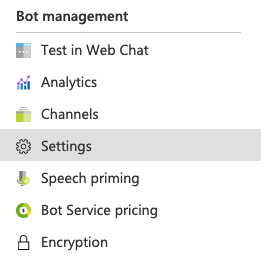 Bot management
Test in Web Chat
Analytics
Channels
Settings
Speech priming
Bot Service pricing
Encryption